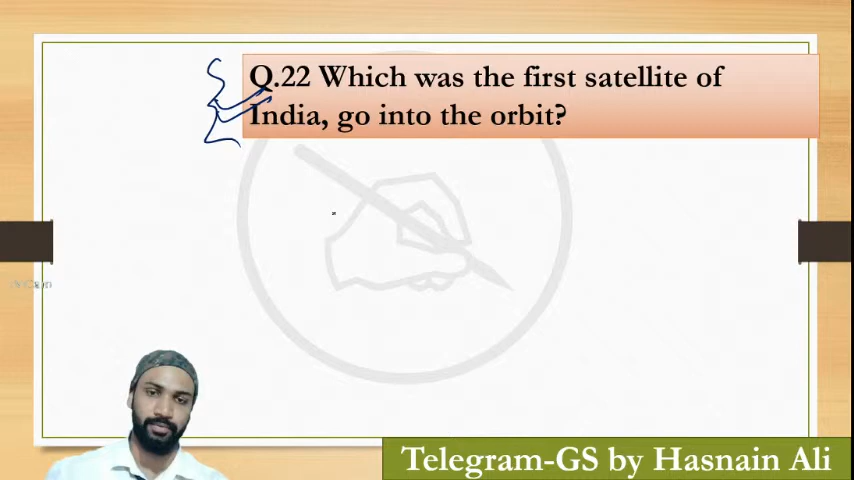 Q.22 Which was the first satellite of
India, go into the orbit?
Telegram-GS by Hasnain Ali